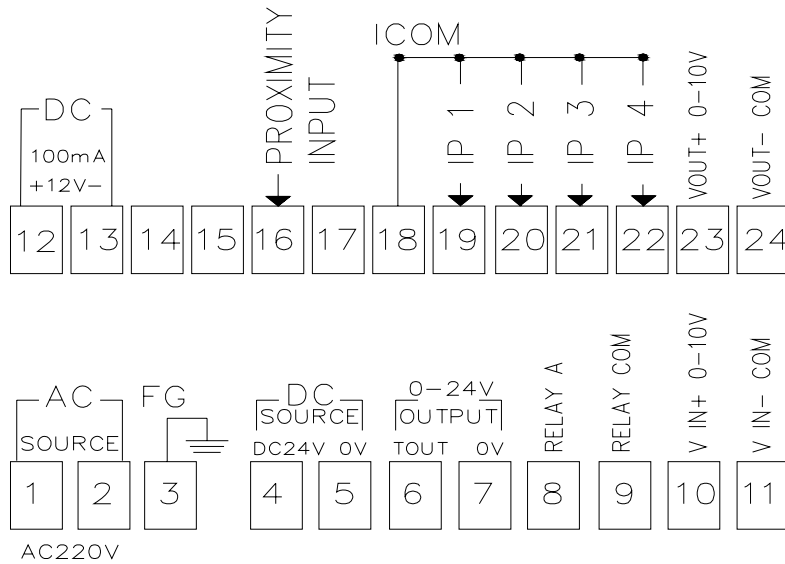 ICOM
DC
100mA
+12V-
PROXIMITY
INPUT
IP 1
IP 2
IP 3
IP 4
VOUT+ 0-10V
VOUT- COM
12 13 14 15 16 17 18 19 20 21 22 23 24
AC
SOURCE
FG
DC
SOURCE
DC24V 0V
0-24V
OUTPUT
TOUT 0V
RELAY A
RELAY COM
V IN+ 0-10V
V IN- COM
1 2 3 4 5 6 7 8 9 10 11
AC220V